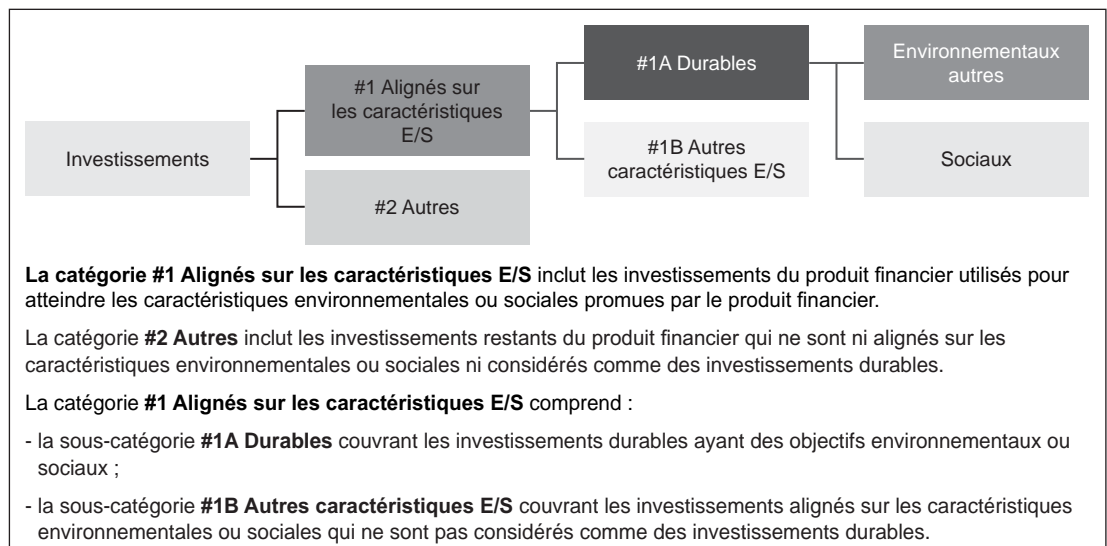 Investissements
#1 Alignés sur
les caractéristiques
E/S
#2 Autres
#1A Durables
#1B Autres
caractéristiques E/S
Environnementaux
autres
Sociaux
La catégorie #1 Alignés sur les caractéristiques E/S inclut les investissements du produit financier utilisés pour
atteindre les caractéristiques environnementales ou sociales promues par le produit financier.
La catégorie #2 Autres inclut les investissements restants du produit financier qui ne sont ni alignés sur les
caractéristiques environnementales ou sociales ni considérés comme des investissements durables.
La catégorie #1 Alignés sur les caractéristiques E/S comprend :
- la sous-catégorie #1A Durables couvrant les investissements durables ayant des objectifs environnementaux ou
sociaux ;
- la sous-catégorie #1B Autres caractéristiques E/S couvrant les investissements alignés sur les caractéristiques
environnementales ou sociales qui ne sont pas considérés comme des investissements durables.